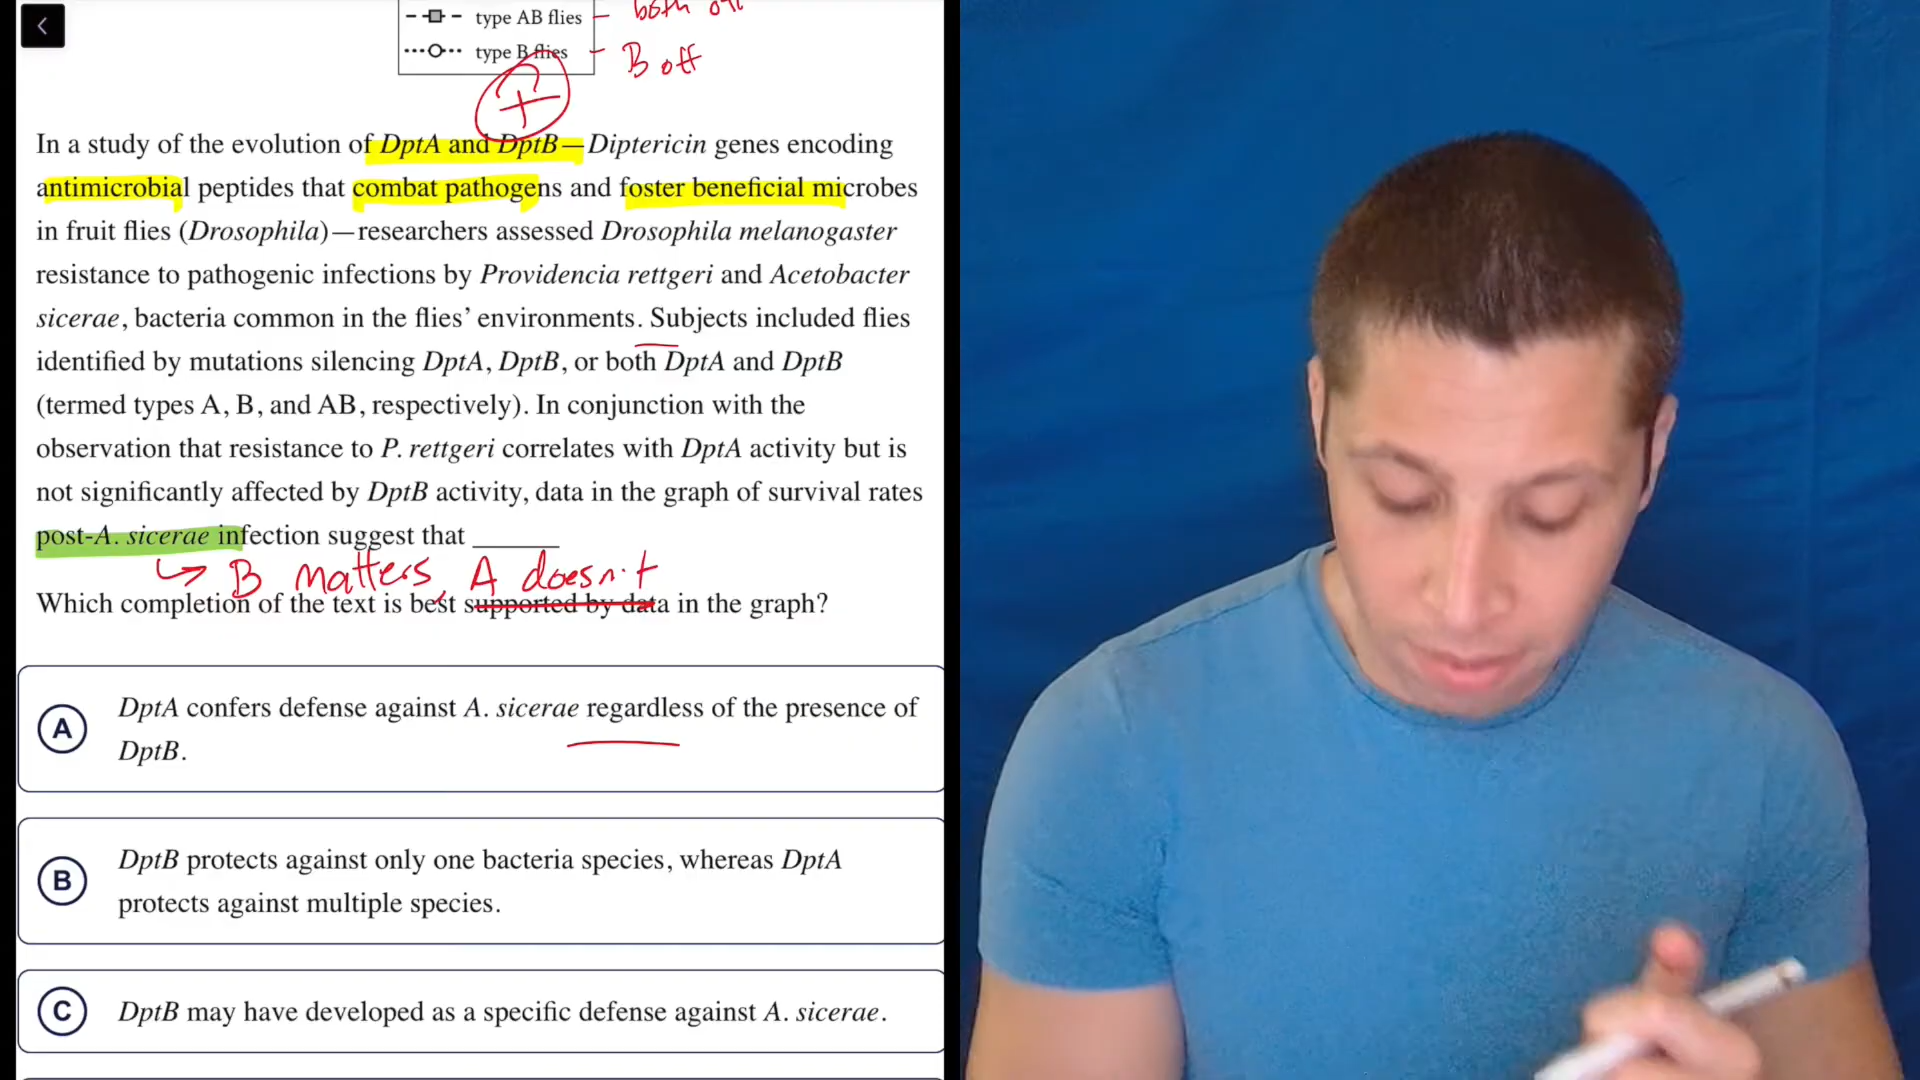 type AB flies - both
type B flies - B off
+
In a study of the evolution of DptA and DptB—Diptericin genes encoding
antimicrobial peptides that combat pathogens and foster beneficial microbes
in fruit flies (Drosophila)—researchers assessed Drosophila melanogaster
resistance to pathogenic infections by Providencia rettgeri and Acetobacter
sicerae, bacteria common in the flies' environments. Subjects included flies
identified by mutations silencing DptA, DptB, or both DptA and DptB
(termed types A, B, and AB, respectively). In conjunction with the
observation that resistance to P. rettgeri correlates with DptA activity but is
not significantly affected by DptB activity, data in the graph of survival rates
post-A. sicerae infection suggest that ______
→ B matters, A doesn't
Which completion of the text is best supported by data in the graph?
A DptA confers defense against A. sicerae regardless of the presence of
DptB.
B DptB protects against only one bacteria species, whereas DptA
protects against multiple species.
C DptB may have developed as a specific defense against A. sicerae.